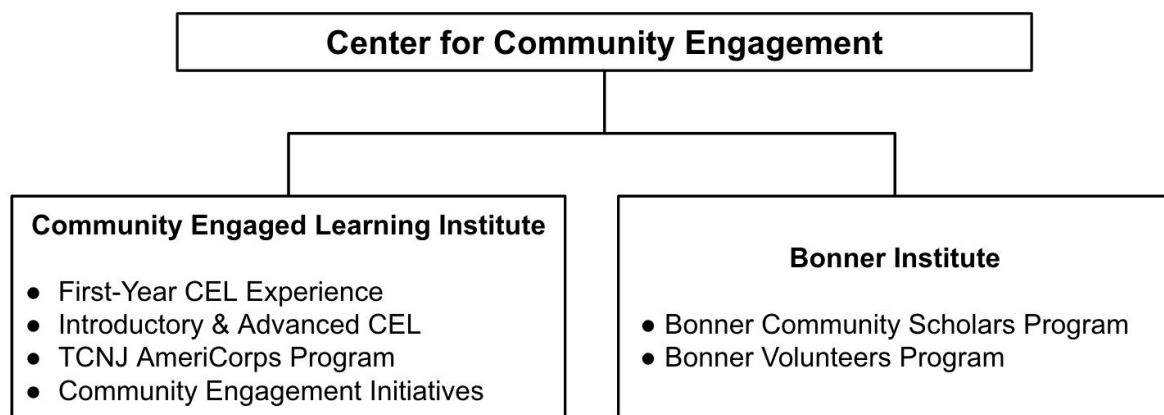 Center for Community Engagement
Community Engaged Learning Institute
● First-Year CEL Experience
● Introductory & Advanced CEL
● TCNJ AmeriCorps Program
● Community Engagement Initiatives
Bonner Institute
● Bonner Community Scholars Program
● Bonner Volunteers Program